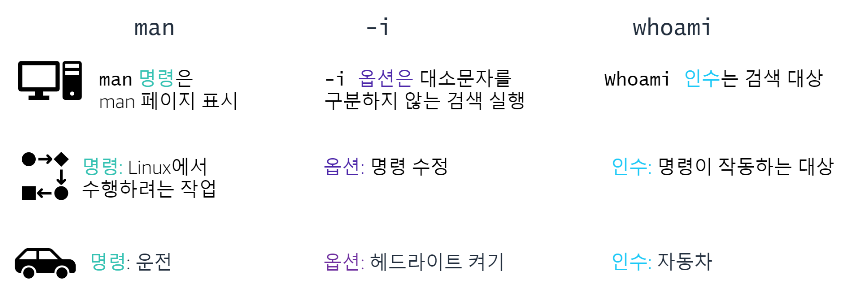 man
-i
whoami
man 명령은
man 페이지 표시
-i 옵션은 대소문자를
구분하지 않는 검색 실행
whoami 인수는 검색 대상
명령: Linux에서
수행하려는 작업
옵션: 명령 수정
인수: 명령이 작동하는 대상
명령: 운전
옵션: 헤드라이트 켜기
인수: 자동차